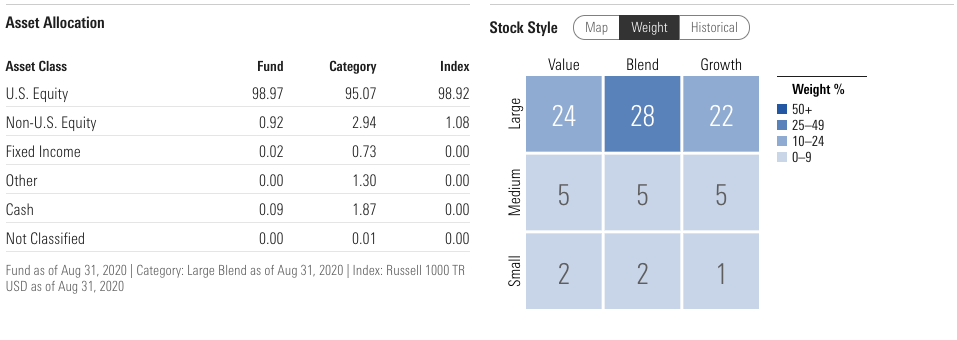 Asset Allocation
Asset Class Fund Category Index
U.S. Equity 98.97 95.07 98.92
Non-U.S. Equity 0.92 2.94 1.08
Fixed Income 0.02 0.73 0.00
Other 0.00 1.30 0.00
Cash 0.09 1.87 0.00
Not Classified 0.00 0.01 0.00
Fund as of Aug 31, 2020 | Category: Large Blend as of Aug 31, 2020 | Index: Russell 1000 TR
USD as of Aug 31, 2020
Stock Style Map Weight Historical
Value Blend Growth
Large 24 28 22
Medium 5 5 5
Small 2 2 1
Weight %
50+
25–49
10–24
0–9